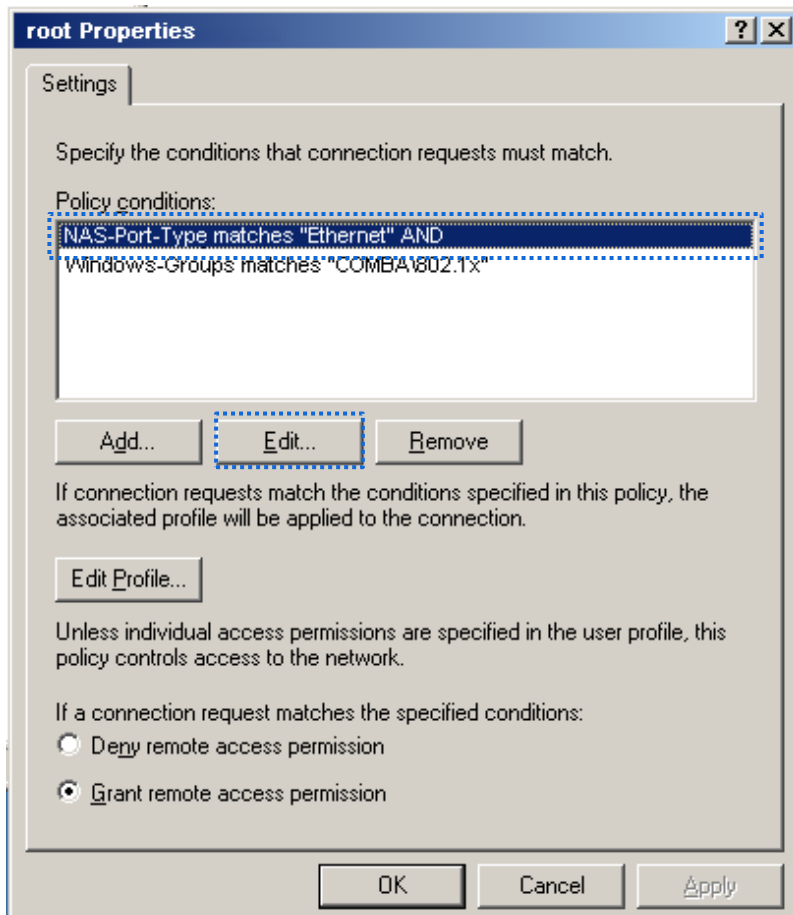 root Properties
Settings
Specify the conditions that connection requests must match.
Policy conditions:
NAS-Port-Type matches "Ethernet" AND
Windows-Groups matches "COMBA\802.1x"
Add... Edit... Remove
If connection requests match the conditions specified in this policy, the
associated profile will be applied to the connection.
Edit Profile...
Unless individual access permissions are specified in the user profile, this
policy controls access to the network.
If a connection request matches the specified conditions:
Deny remote access permission
Grant remote access permission
OK Cancel Apply